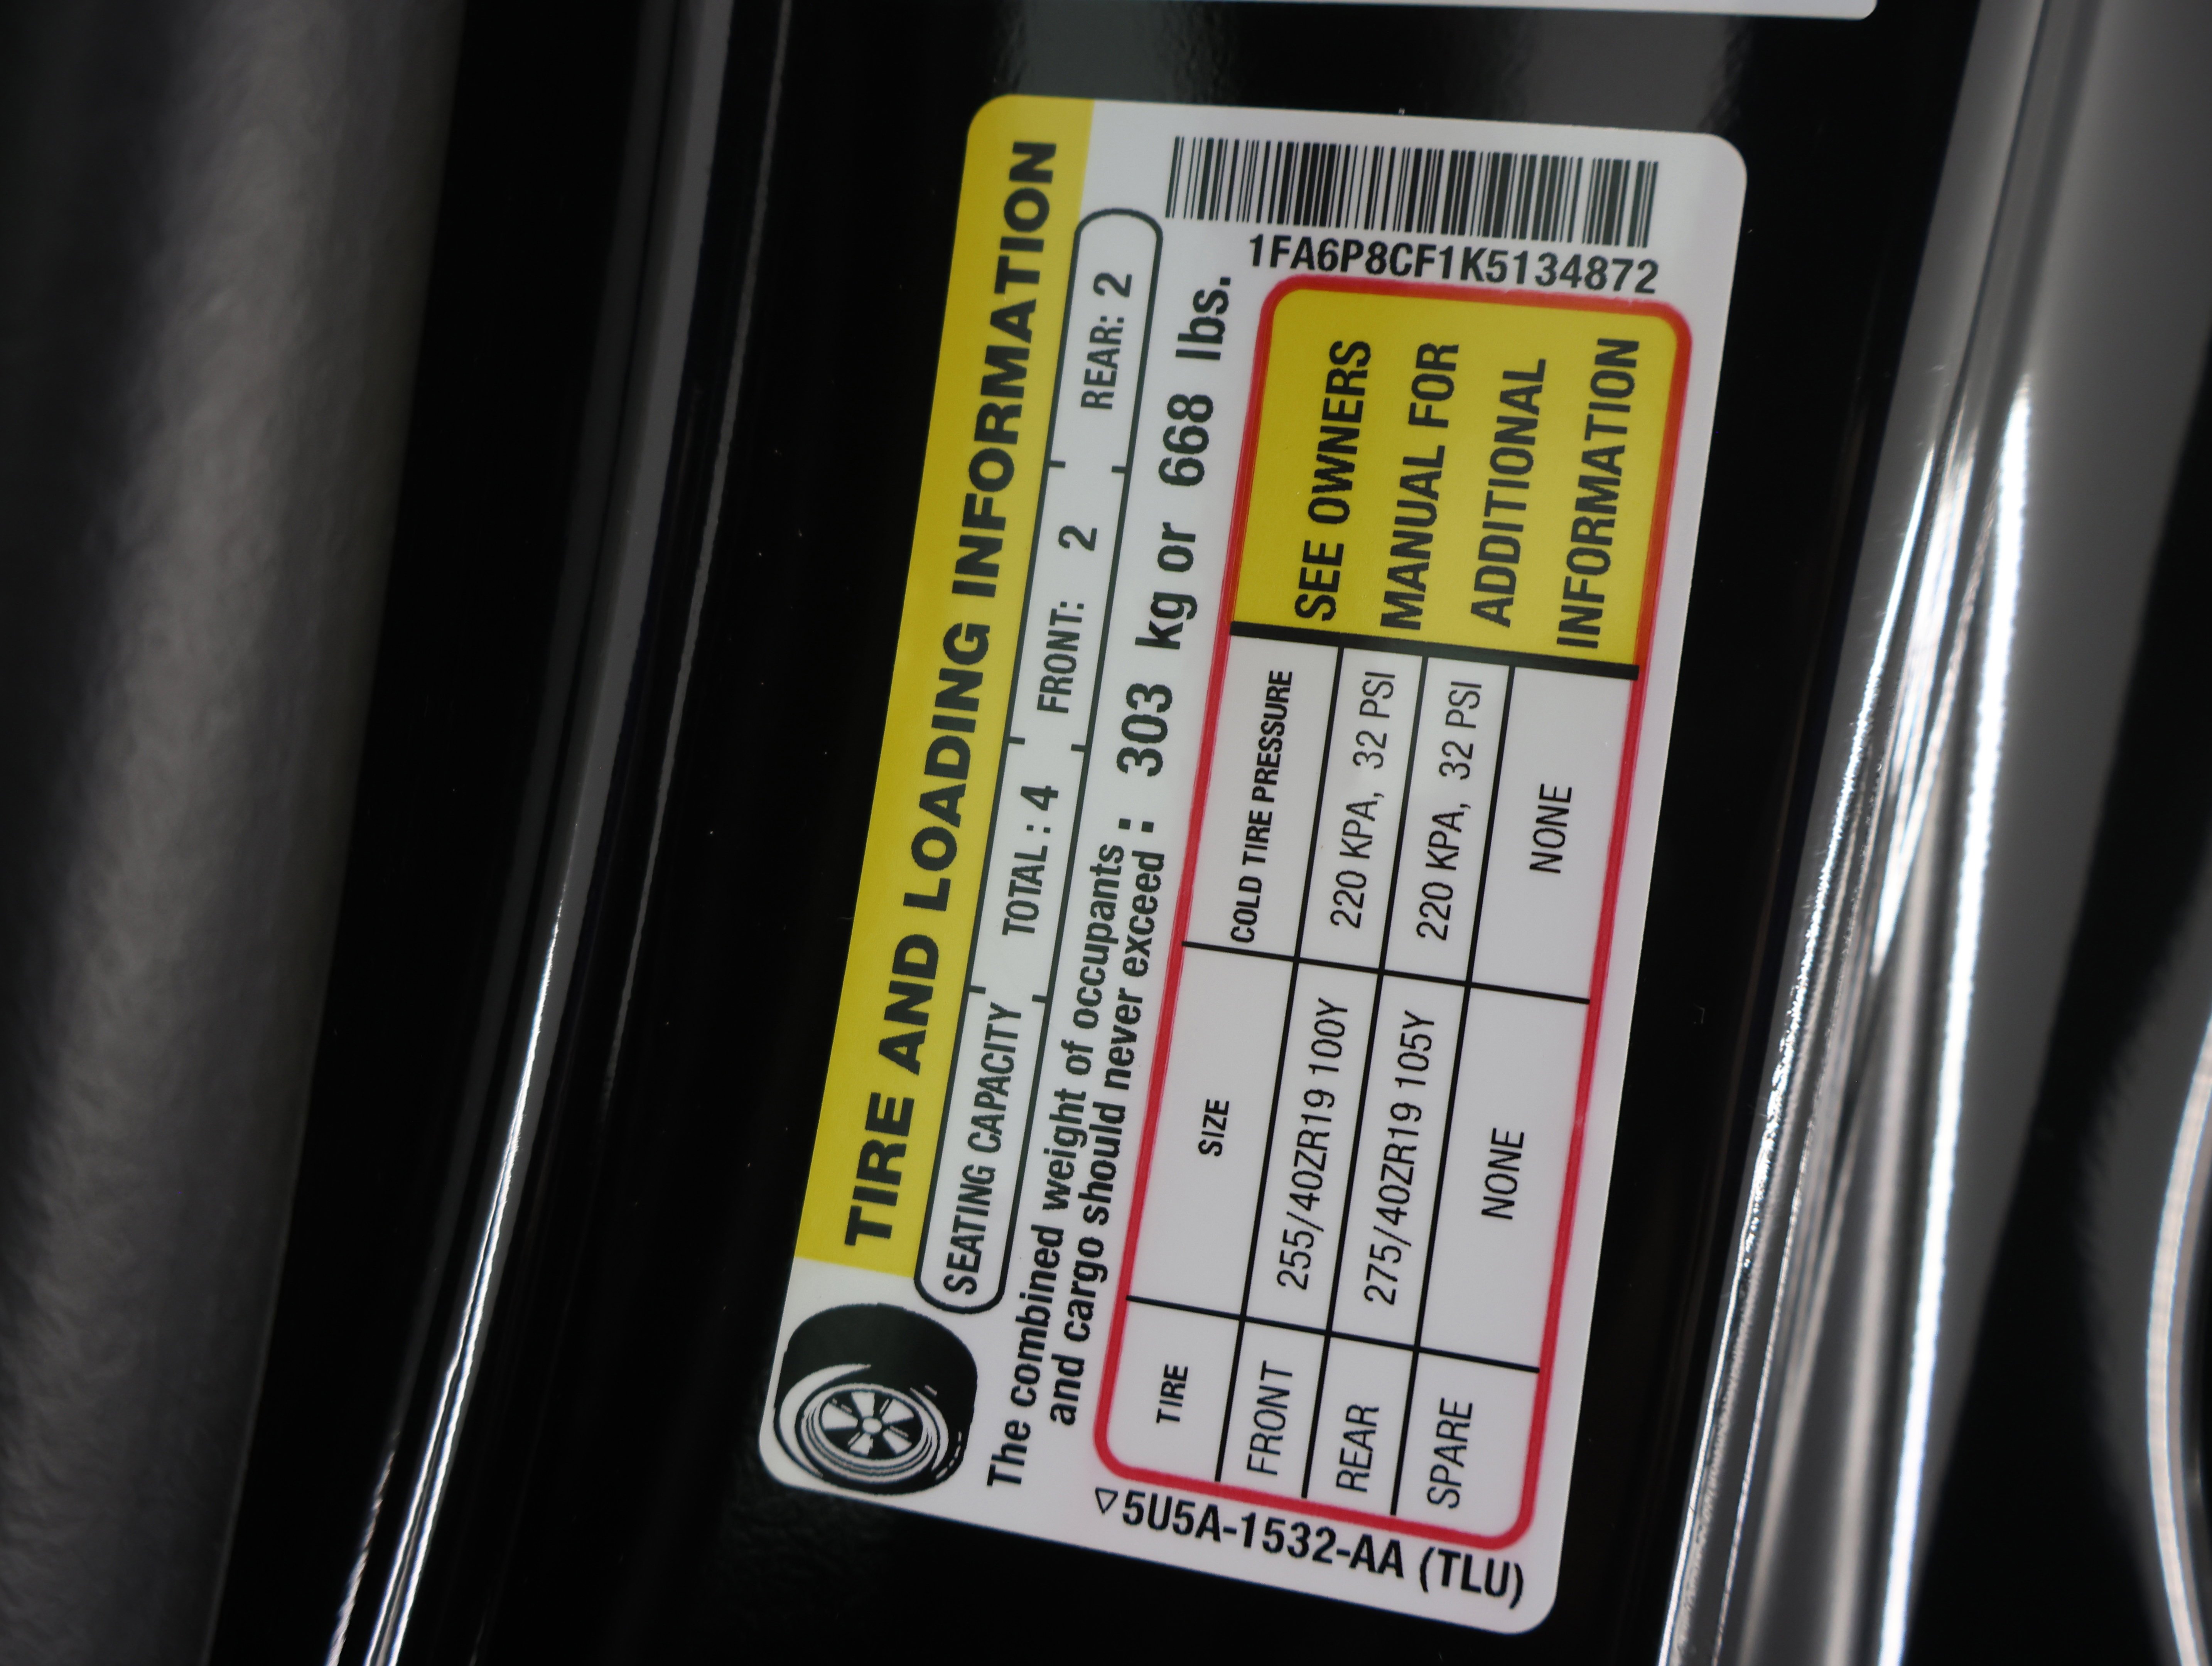 TIRE AND LOADING INFORMATION
SEATING CAPACITY TOTAL : 4 FRONT: 2 REAR: 2
The combined weight of occupants
and cargo should never exceed : 303 kg or 668 lbs.
1FA6P8CF1K5134872
TIRE SIZE COLD TIRE PRESSURE
FRONT 255/40ZR19 100Y 220 KPA, 32 PSI
REAR 275/40ZR19 105Y 220 KPA, 32 PSI
SPARE NONE NONE
SEE OWNERS
MANUAL FOR
ADDITIONAL
INFORMATION
5U5A-1532-AA (TLU)